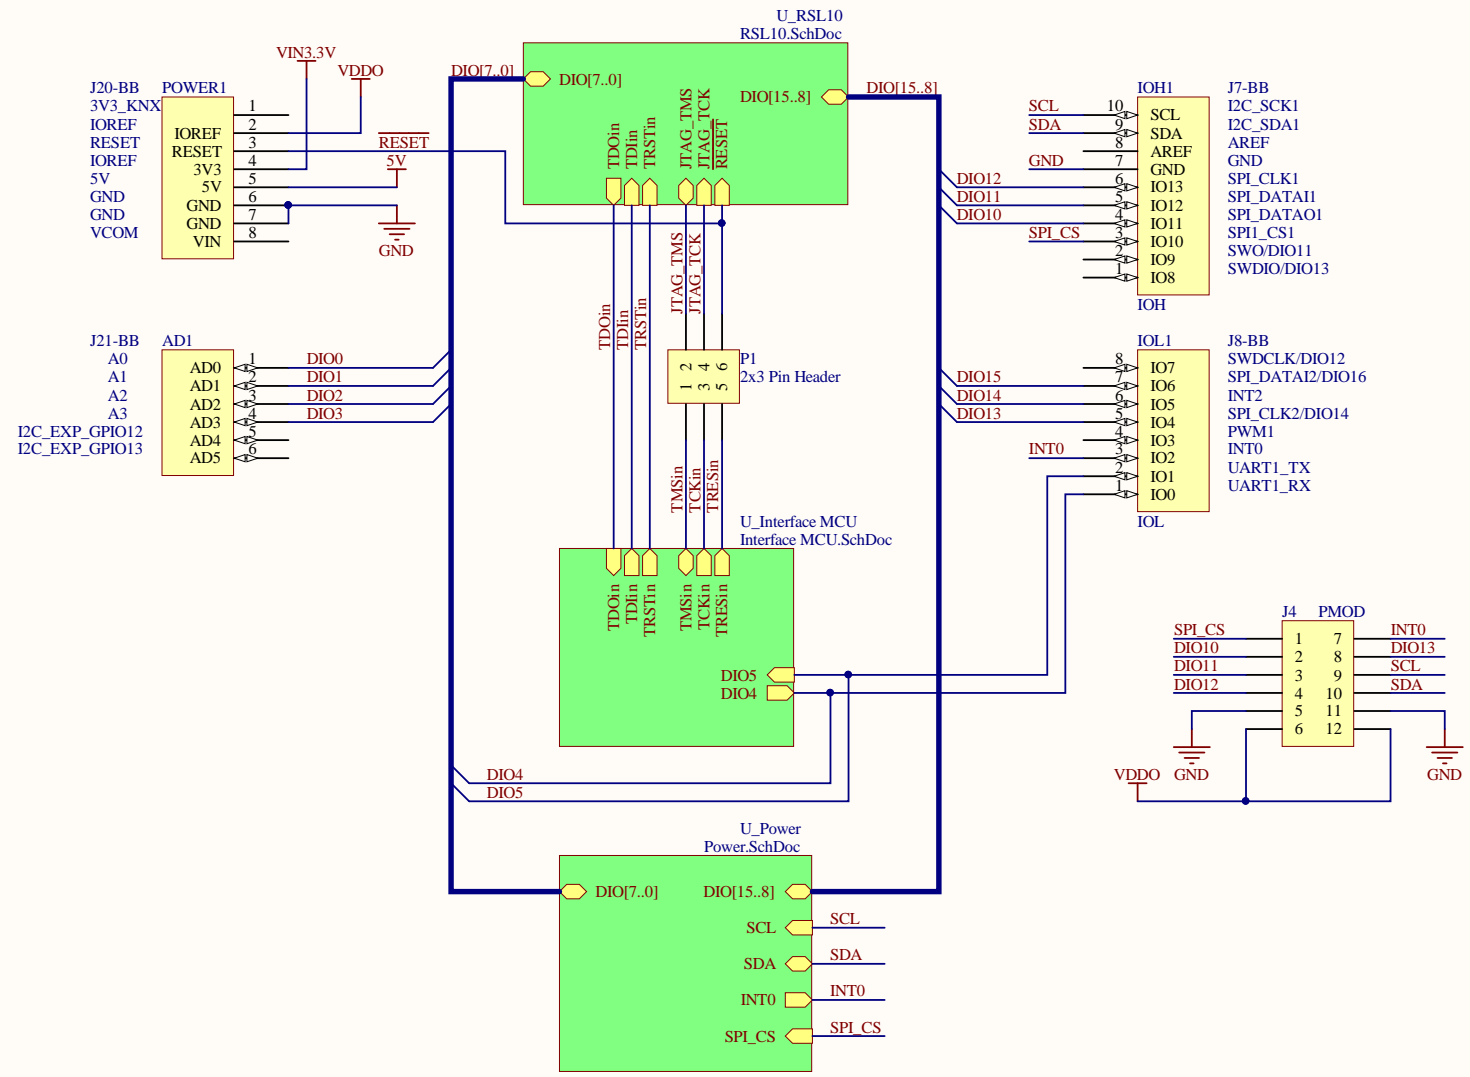 U_RSL10
RSL10.SchDoc
DIO[7..0]
DIO[7..0]
DIO[15..8]
DIO[15..8]
TDOin
TDIin
TRSTin
JTAG_TMS
JTAG_TCK
RESET
VIN3.3V
VDDO
J20-BB
POWER1
3V3_KNX
1
IOREF
IOREF
2
RESET
RESET
3
RESET
IOREF
3V3
4
5V
5V
5V
5
GND
GND
6
GND
GND
7
VCOM
VIN
8
GND
IOH1
J7-BB
SCL
10
SCL
I2C_SCK1
SDA
9
SDA
I2C_SDA1
8
AREF
AREF
GND
7
GND
GND
DIO12
6
IO13
SPI_CLK1
DIO11
5
IO12
SPI_DATAI1
DIO10
4
IO11
SPI_DATAO1
SPI_CS
3
IO10
SPI1_CS1
2
IO9
SWO/DIO11
1
IO8
SWDIO/DIO13
IOH
JTAG_TMS
JTAG_TCK
TDOin
TDIin
TRSTin
J21-BB
AD1
A0
AD0
1
DIO0
A1
AD1
2
DIO1
A2
AD2
3
DIO2
A3
AD3
4
DIO3
I2C_EXP_GPIO12
AD4
5
I2C_EXP_GPIO13
AD5
6
P1
2x3 Pin Header
2 4 6
1 3 5
IOL1
J8-BB
8
IO7
SWDCLK/DIO12
DIO15
7
IO6
SPI_DATAI2/DIO16
DIO14
6
IO5
INT2
DIO13
5
IO4
SPI_CLK2/DIO14
4
IO3
PWM1
INT0
3
IO2
INT0
2
IO1
UART1_TX
1
IO0
UART1_RX
IOL
TMSin
TCKin
TRESin
U_Interface MCU
Interface MCU.SchDoc
TDOin
TDIin
TRSTin
TMSin
TCKin
TRESin
DIO5
DIO4
DIO4
DIO5
J4
PMOD
SPI_CS
1
7
INT0
DIO10
2
8
DIO13
DIO11
3
9
SCL
DIO12
4
10
SDA
5
11
6
12
VDDO
GND
GND
U_Power
Power.SchDoc
DIO[7..0]
DIO[15..8]
SCL
SCL
SDA
SDA
INT0
INT0
SPI_CS
SPI_CS